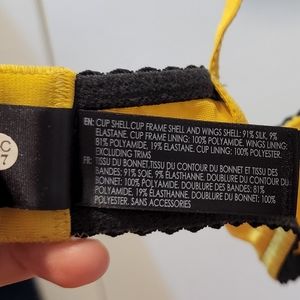 C
7
EN: CUP SHELL,CUP FRAME SHELL AND WINGS SHELL: 91% SILK, 9%
ELASTANE. CUP FRAME LINING: 100% POLYAMIDE. WINGS LINING:
81% POLYAMIDE, 19% ELASTANE. CUP LINING: 100% POLYESTER.
EXCLUDING TRIMS
FR: TISSU DU BONNET,TISSU DU CONTOUR DU BONNET ET TISSU DES
BANDES: 91% SOIE, 9% ÉLASTHANNE. DOUBLURE DU CONTOUR DU
BONNET: 100% POLYAMIDE. DOUBLURE DES BANDES: 81%
POLYAMIDE, 19% ÉLASTHANNE. DOUBLURE DU BONNET: 100%
POLYESTER. SANS ACCESSOIRES